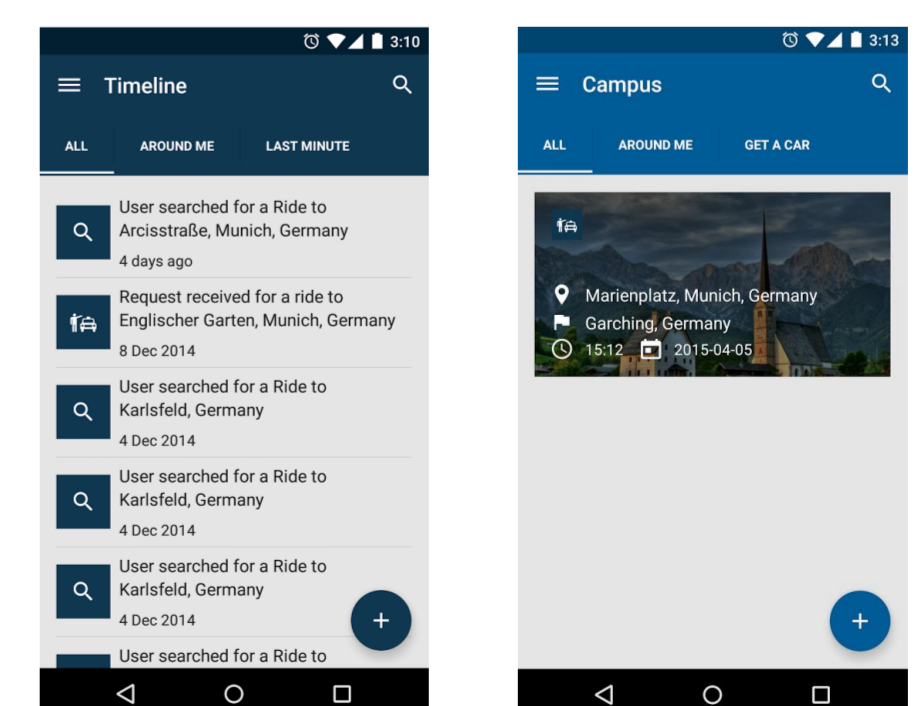 3:10
Timeline
ALL AROUND ME LAST MINUTE
User searched for a Ride to
Arcisstraße, Munich, Germany
4 days ago
Request received for a ride to
Englischer Garten, Munich, Germany
8 Dec 2014
User searched for a Ride to
Karlsfeld, Germany
4 Dec 2014
User searched for a Ride to
Karlsfeld, Germany
4 Dec 2014
User searched for a Ride to
Karlsfeld, Germany
4 Dec 2014
User searched for a Ride to
3:13
Campus
ALL AROUND ME GET A CAR
Marienplatz, Munich, Germany
Garching, Germany
15:12 2015-04-05